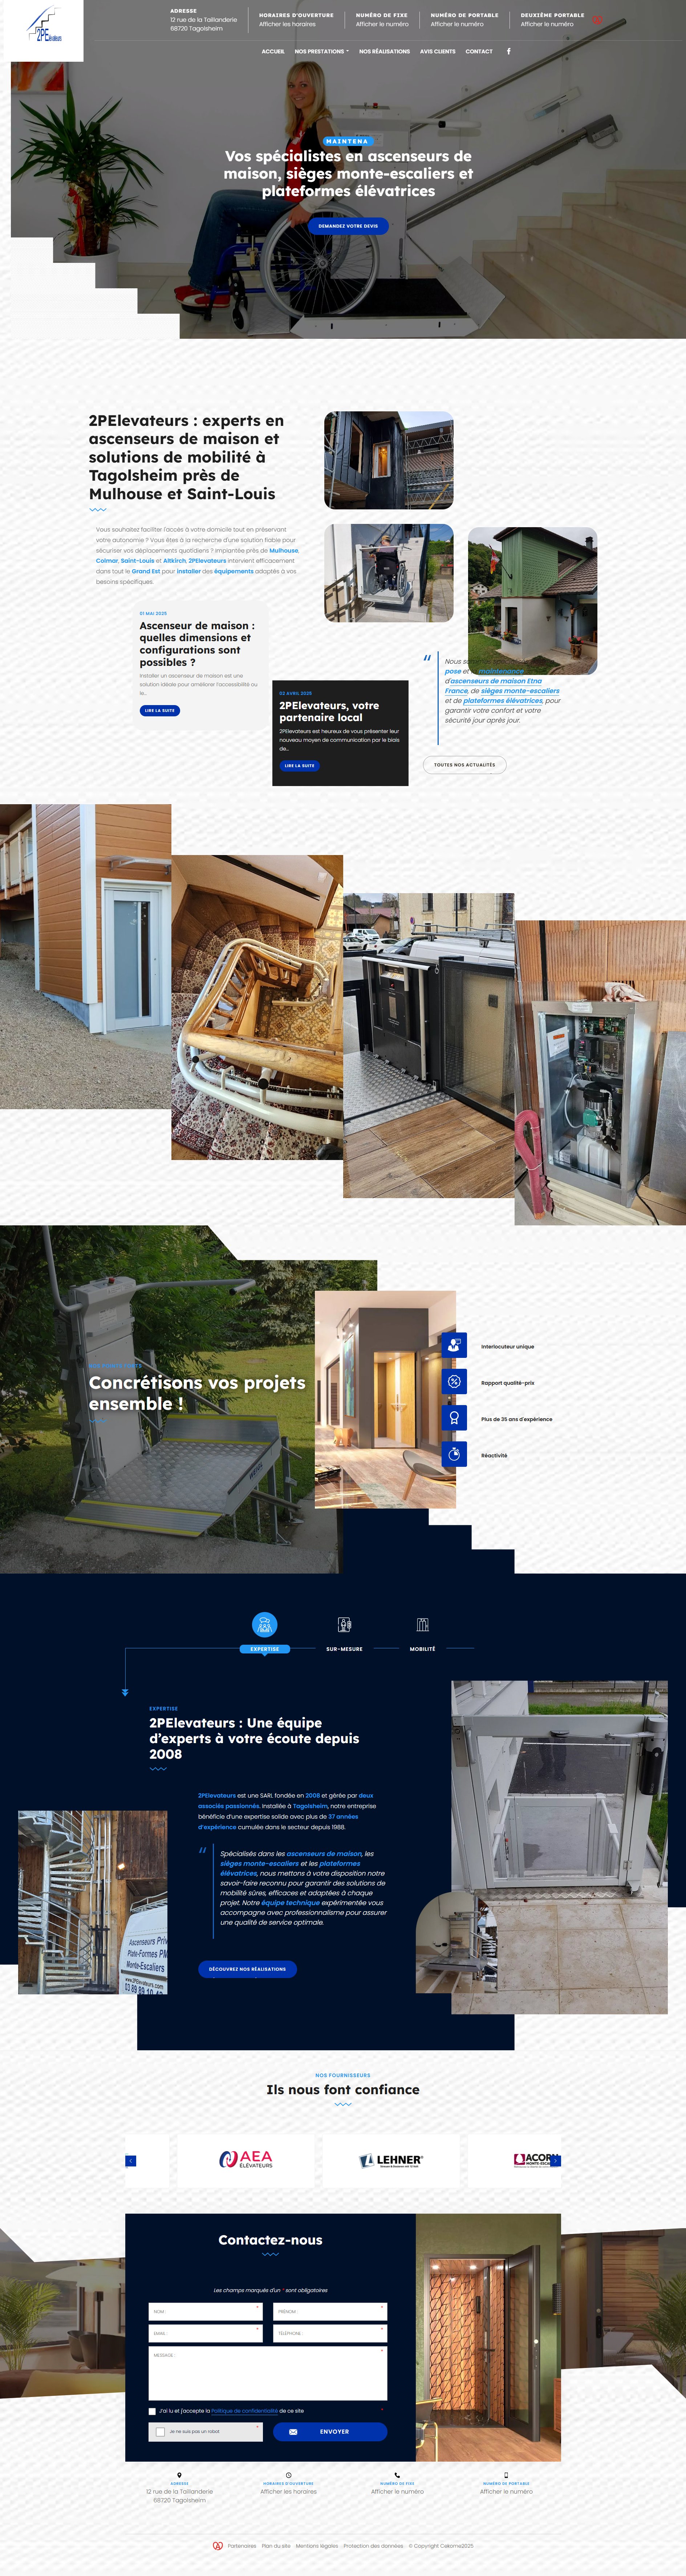 2PElévateurs
ADRESSE
12 rue de la Taillanderie
68720 Tagolsheim
HORAIRES D'OUVERTURE
Afficher les horaires
NUMÉRO DE FIXE
Afficher le numéro
NUMÉRO DE PORTABLE
Afficher le numéro
DEUXIÈME PORTABLE
Afficher le numéro
ACCUEIL NOS PRESTATIONS NOS RÉALISATIONS AVIS CLIENTS CONTACT
MAINTENA
Vos spécialistes en ascenseurs de
maison, sièges monte-escaliers et
plateformes élévatrices
DEMANDEZ VOTRE DEVIS
2PElevateurs : experts en
ascenseurs de maison et
solutions de mobilité à
Tagolsheim près de
Mulhouse et Saint-Louis
Vous souhaitez faciliter l'accès à votre domicile tout en préservant
votre autonomie ? Vous êtes à la recherche d'une solution fiable pour
sécuriser vos déplacements quotidiens ? Implantée près de Mulhouse,
Colmar, Saint-Louis et Altkirch, 2PElevateurs intervient efficacement
dans tout le Grand Est pour installer des équipements adaptés à vos
besoins spécifiques.
01 MAI 2025
Ascenseur de maison :
quelles dimensions et
configurations sont
possibles ?
Installer un ascenseur de maison est une
solution idéale pour améliorer l'accessibilité ou
le...
LIRE LA SUITE
02 AVRIL 2025
2PElevateurs, votre
partenaire local
2PElevateurs est heureux de vous présenter leur
nouveau moyen de communication par le biais
de...
LIRE LA SUITE
Nous
pose et maintenance
d'ascenseurs de maison Etna
France, de sièges monte-escaliers
et de plateformes élévatrices, pour
garantir votre confort et votre
sécurité jour après jour.
TOUTES NOS ACTUALITÉS
Concrétisons vos projets
ensemble !
Interlocuteur unique
Rapport qualité-prix
Plus de 35 ans d'expérience
Réactivité
EXPERTISE
SUR-MESURE
MOBILITÉ
EXPERTISE
2PElevateurs : Une équipe
d'experts à votre écoute depuis
2008
2PElevateurs est une SARL fondée en 2008 et gérée par deux
associés passionnés. Installée à Tagolsheim, notre entreprise
bénéficie d'une expertise solide avec plus de 37 années
d'expérience cumulée dans le secteur depuis 1988.
Spécialisés dans les ascenseurs de maison, les
sièges monte-escaliers et les plateformes
élévatrices, nous mettons à votre disposition notre
savoir-faire reconnu pour garantir des solutions de
mobilité sûres, efficaces et adaptées à chaque
projet. Notre équipe technique expérimentée vous
accompagne avec professionnalisme pour assurer
une qualité de service optimale.
DÉCOUVREZ NOS RÉALISATIONS
Ascenseurs Priv
Plate-Formes PM
Monte-Escaliers
www.2PElevateurs.com
NOS FOURNISSEURS
Ils nous font confiance
AEA
ÉLÉVATEURS
LEHNER
ACORN
Contactez-nous
Les champs marqués d'un * sont obligatoires
NOM : *
PRÉNOM : *
EMAIL : *
TÉLÉPHONE : *
MESSAGE : *
J'ai lu et j'accepte la Politique de confidentialité de ce site *
Je ne suis pas un robot *
ENVOYER
ADRESSE
12 rue de la Taillanderie
68720 Tagolsheim
HORAIRES D'OUVERTURE
Afficher les horaires
NUMÉRO DE FIXE
Afficher le numéro
NUMÉRO DE PORTABLE
Afficher le numéro
Partenaires Plan du site Mentions légales Protection des données © Copyright Cekome2025